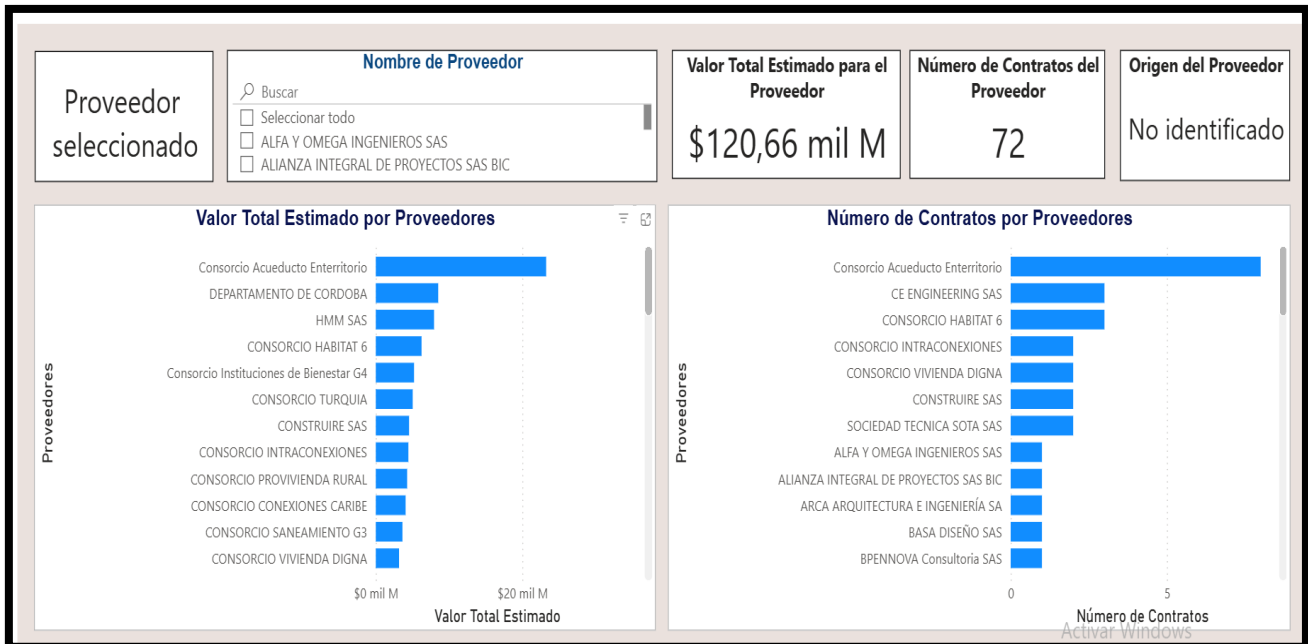 Proveedor
seleccionado
Nombre de Proveedor
Buscar
Seleccionar todo
ALFA Y OMEGA INGENIEROS SAS
ALIANZA INTEGRAL DE PROYECTOS SAS BIC
Valor Total Estimado para el
Proveedor
$120,66 mil M
Número de Contratos del
Proveedor
72
Origen del Proveedor
No identificado
Valor Total Estimado por Proveedores
Proveedores
Consorcio Acueducto Enterritorio
DEPARTAMENTO DE CORDOBA
HMM SAS
CONSORCIO HABITAT 6
Consorcio Instituciones de Bienestar G4
CONSORCIO TURQUIA
CONSTRUIRE SAS
CONSORCIO INTRACONEXIONES
CONSORCIO PROVIVIENDA RURAL
CONSORCIO CONEXIONES CARIBE
CONSORCIO SANEAMIENTO G3
CONSORCIO VIVIENDA DIGNA
$0 mil M $20 mil M
Valor Total Estimado
Número de Contratos por Proveedores
Proveedores
Consorcio Acueducto Enterritorio
CE ENGINEERING SAS
CONSORCIO HABITAT 6
CONSORCIO INTRACONEXIONES
CONSORCIO VIVIENDA DIGNA
CONSTRUIRE SAS
SOCIEDAD TECNICA SOTA SAS
ALFA Y OMEGA INGENIEROS SAS
ALIANZA INTEGRAL DE PROYECTOS SAS BIC
ARCA ARQUITECTURA E INGENIERÍA SA
BASA DISEÑO SAS
BPENNOVA Consultoria SAS
0 5
Número de Contratos
Activar Windows